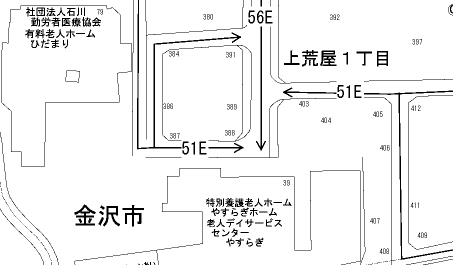 社団法人石川
勤労者医療協会
有料老人ホーム
ひだまり
79
380
56E
392
397
上荒屋１丁目
384
391
51E
386
389
403
404
405
406
412
387
388
51E
金沢市
39
特別養護老人ホーム
やすらぎホーム
老人デイサービス
センター
やすらぎ
407
408
411
409